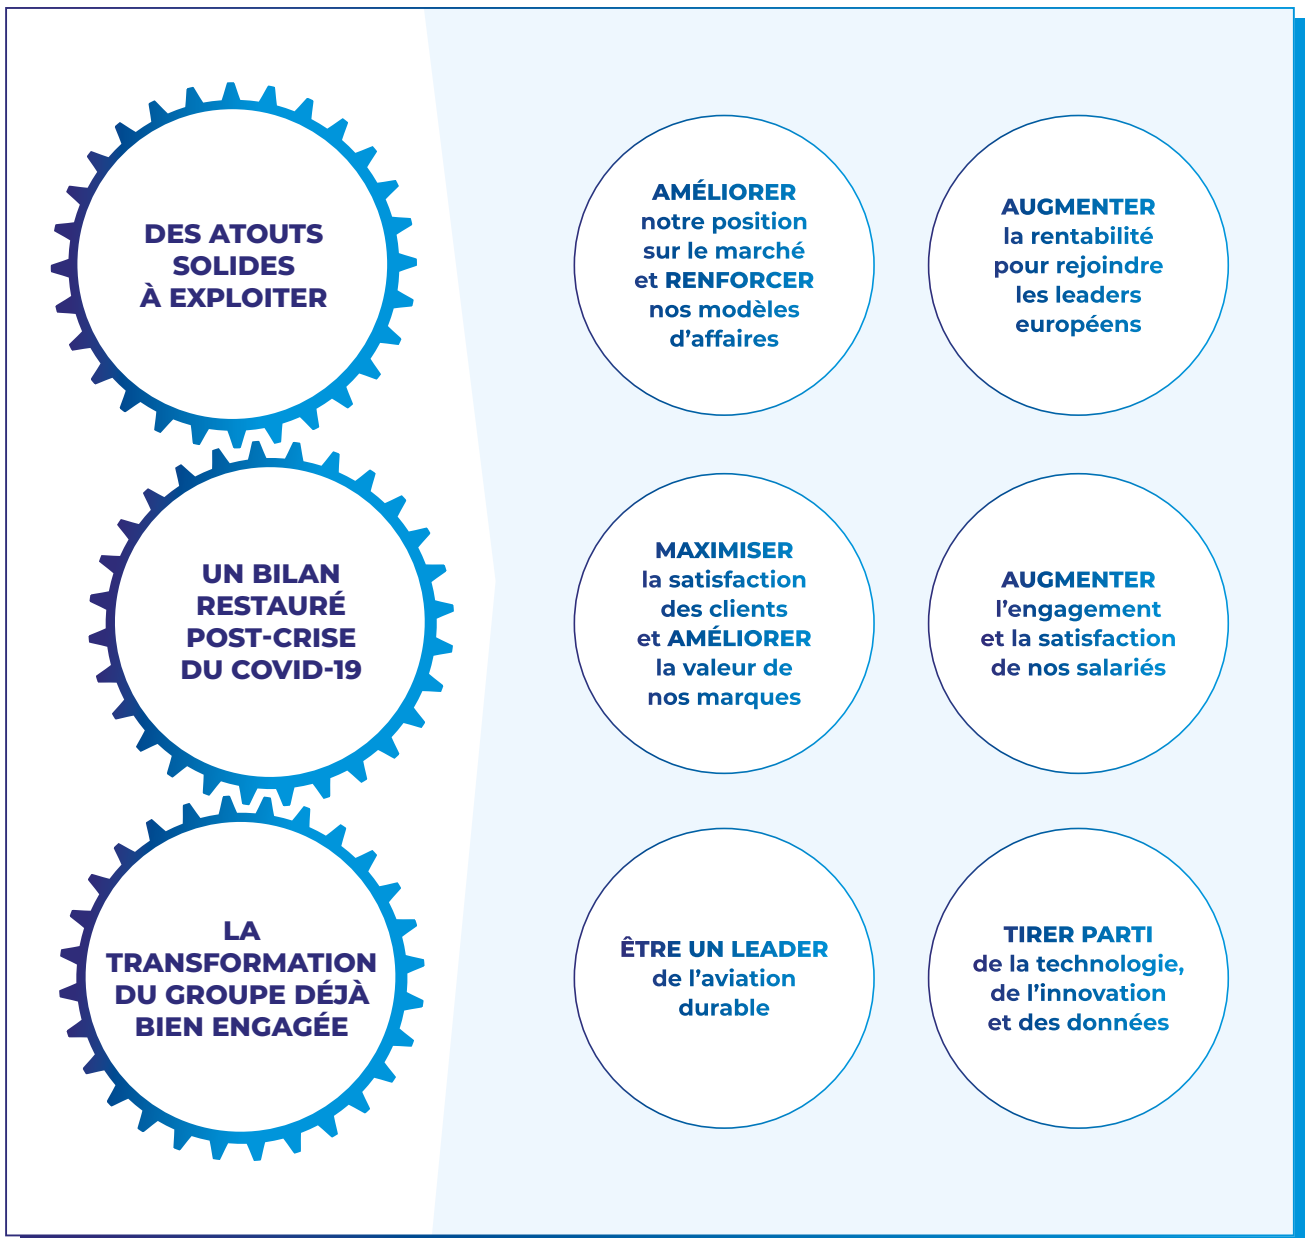 DES ATOUTS
SOLIDES
À EXPLOITER
UN BILAN
RESTAURÉ
POST-CRISE
DU COVID-19
LA
TRANSFORMATION
DU GROUPE DÉJÀ
BIEN ENGAGÉE
AMÉLIORER
notre position
sur le marché
et RENFORCER
nos modèles
d’affaires
AUGMENTER
la rentabilité
pour rejoindre
les leaders
européens
MAXIMISER
la satisfaction
des clients
et AMÉLIORER
la valeur de
nos marques
AUGMENTER
l’engagement
et la satisfaction
de nos salariés
ÊTRE UN LEADER
de l’aviation
durable
TIRER PARTI
de la technologie,
de l’innovation
et des données